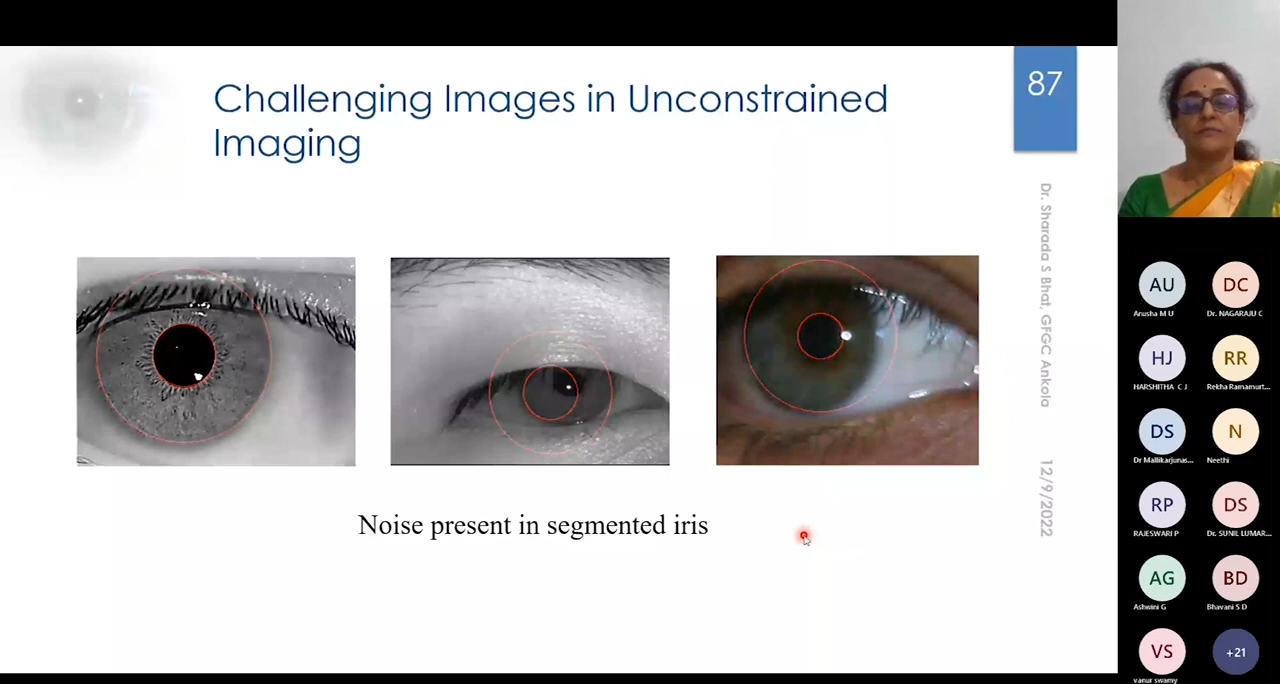 Challenging Images in Unconstrained
Imaging
87
Dr. Sharada S Bhat, GFGC Ankola
12/9/2022
Noise present in segmented iris
AU
DC
Anusha M U
Dr. NAGARAJU C
HJ
RR
HARSHITHA C J
Rekha Ramamurt...
DS
N
Dr Mallikarjunas...
Neethi
RP
DS
RAJESWARI P
Dr. SUNIL LUMAR...
AG
BD
Ashwini G
Bhavani S D
VS
+21
vanur swamy